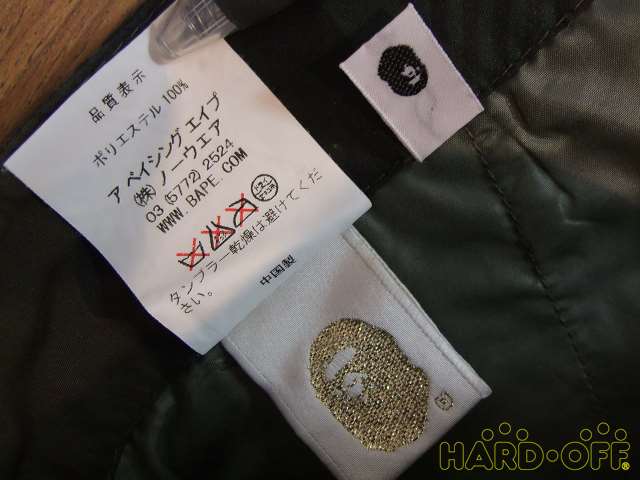 品質表示
ポリエステル 100%
ア ベイシング エイプ
(株) ノーウェア
03 (5772) 2524
WWW. BAPE. COM
タンブラー乾燥は避けてくだ
さい。
中国製
HARD・OFF®